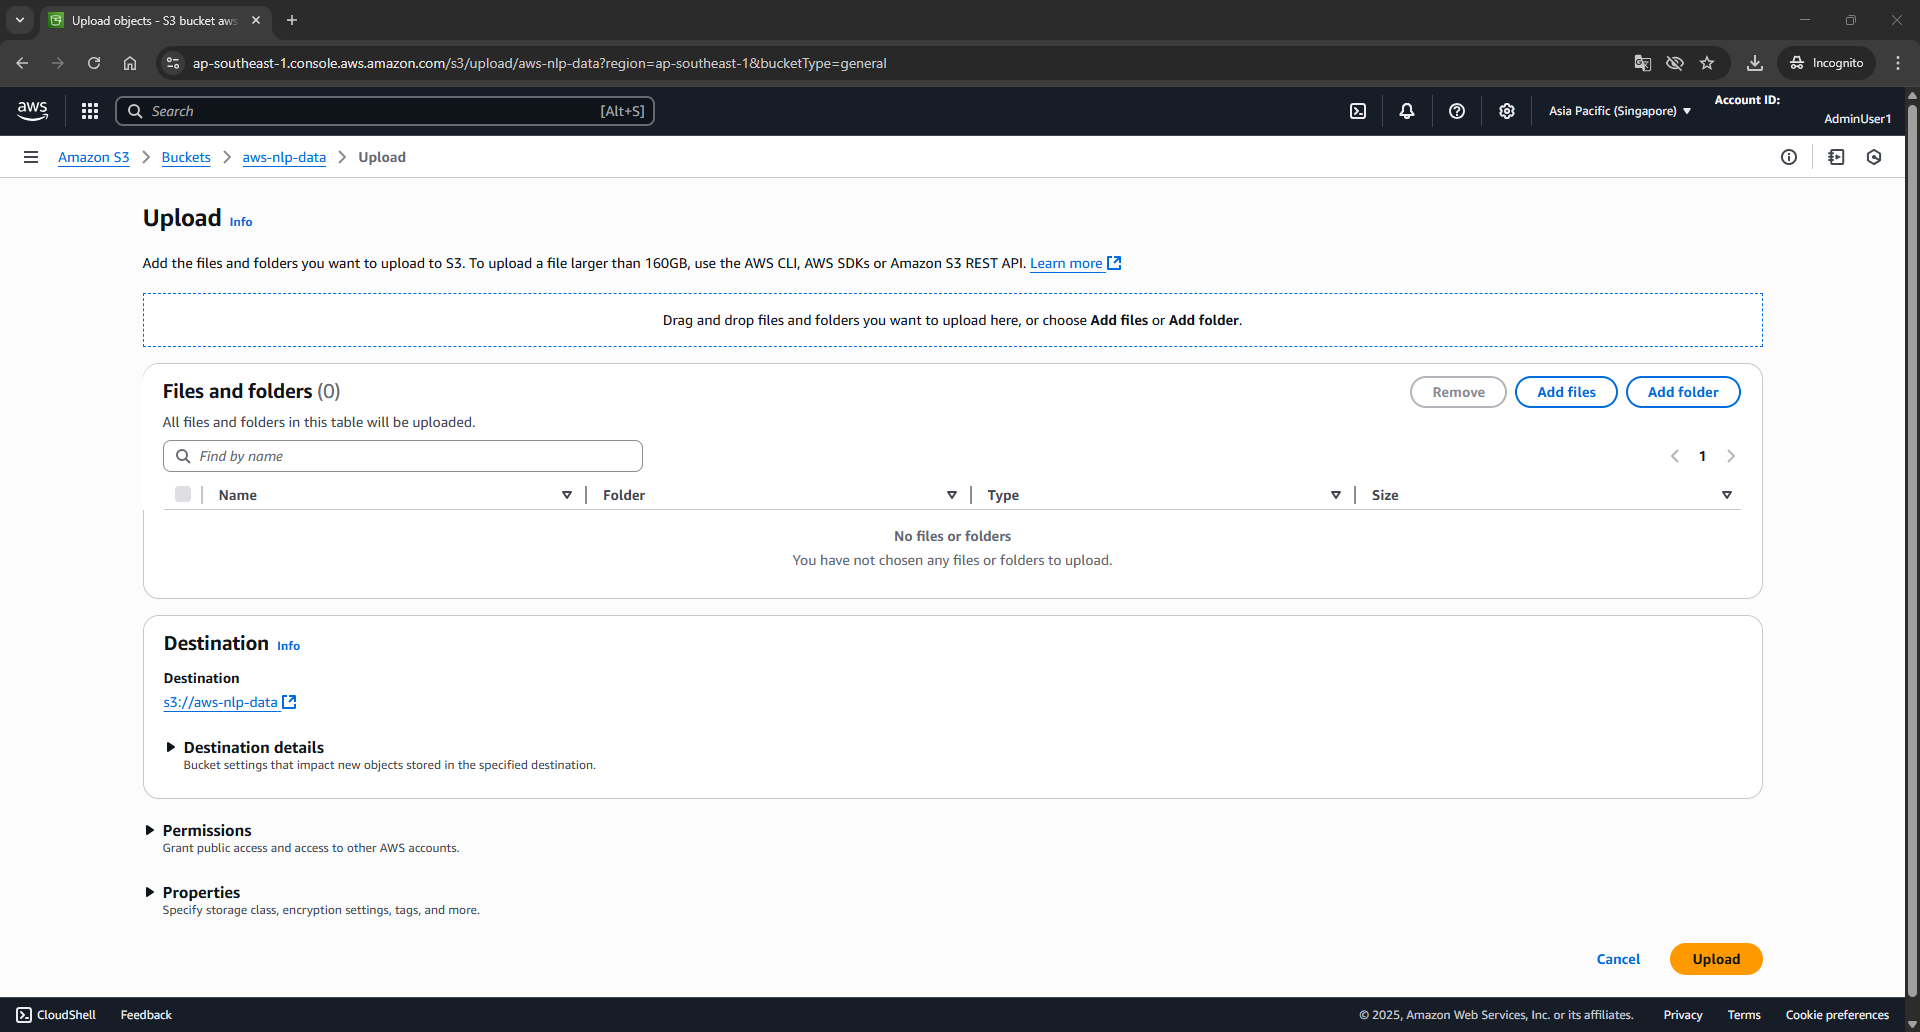 Upload objects - S3 bucket aws
ap-southeast-1.console.aws.amazon.com/s3/upload/aws-nlp-data?region=ap-southeast-1&bucketType=general
Incognito
aws
Search
[Alt+S]
Asia Pacific (Singapore)
Account ID:
AdminUser1
Amazon S3 > Buckets > aws-nlp-data > Upload
Upload Info
Add the files and folders you want to upload to S3. To upload a file larger than 160GB, use the AWS CLI, AWS SDKs or Amazon S3 REST API. Learn more
Drag and drop files and folders you want to upload here, or choose Add files or Add folder.
Files and folders (0)
Remove
Add files
Add folder
All files and folders in this table will be uploaded.
Find by name
1
Name
Folder
Type
Size
No files or folders
You have not chosen any files or folders to upload.
Destination Info
Destination
s3://aws-nlp-data
Destination details
Bucket settings that impact new objects stored in the specified destination.
Permissions
Grant public access and access to other AWS accounts.
Properties
Specify storage class, encryption settings, tags, and more.
Cancel
Upload
CloudShell
Feedback
© 2025, Amazon Web Services, Inc. or its affiliates.
Privacy
Terms
Cookie preferences